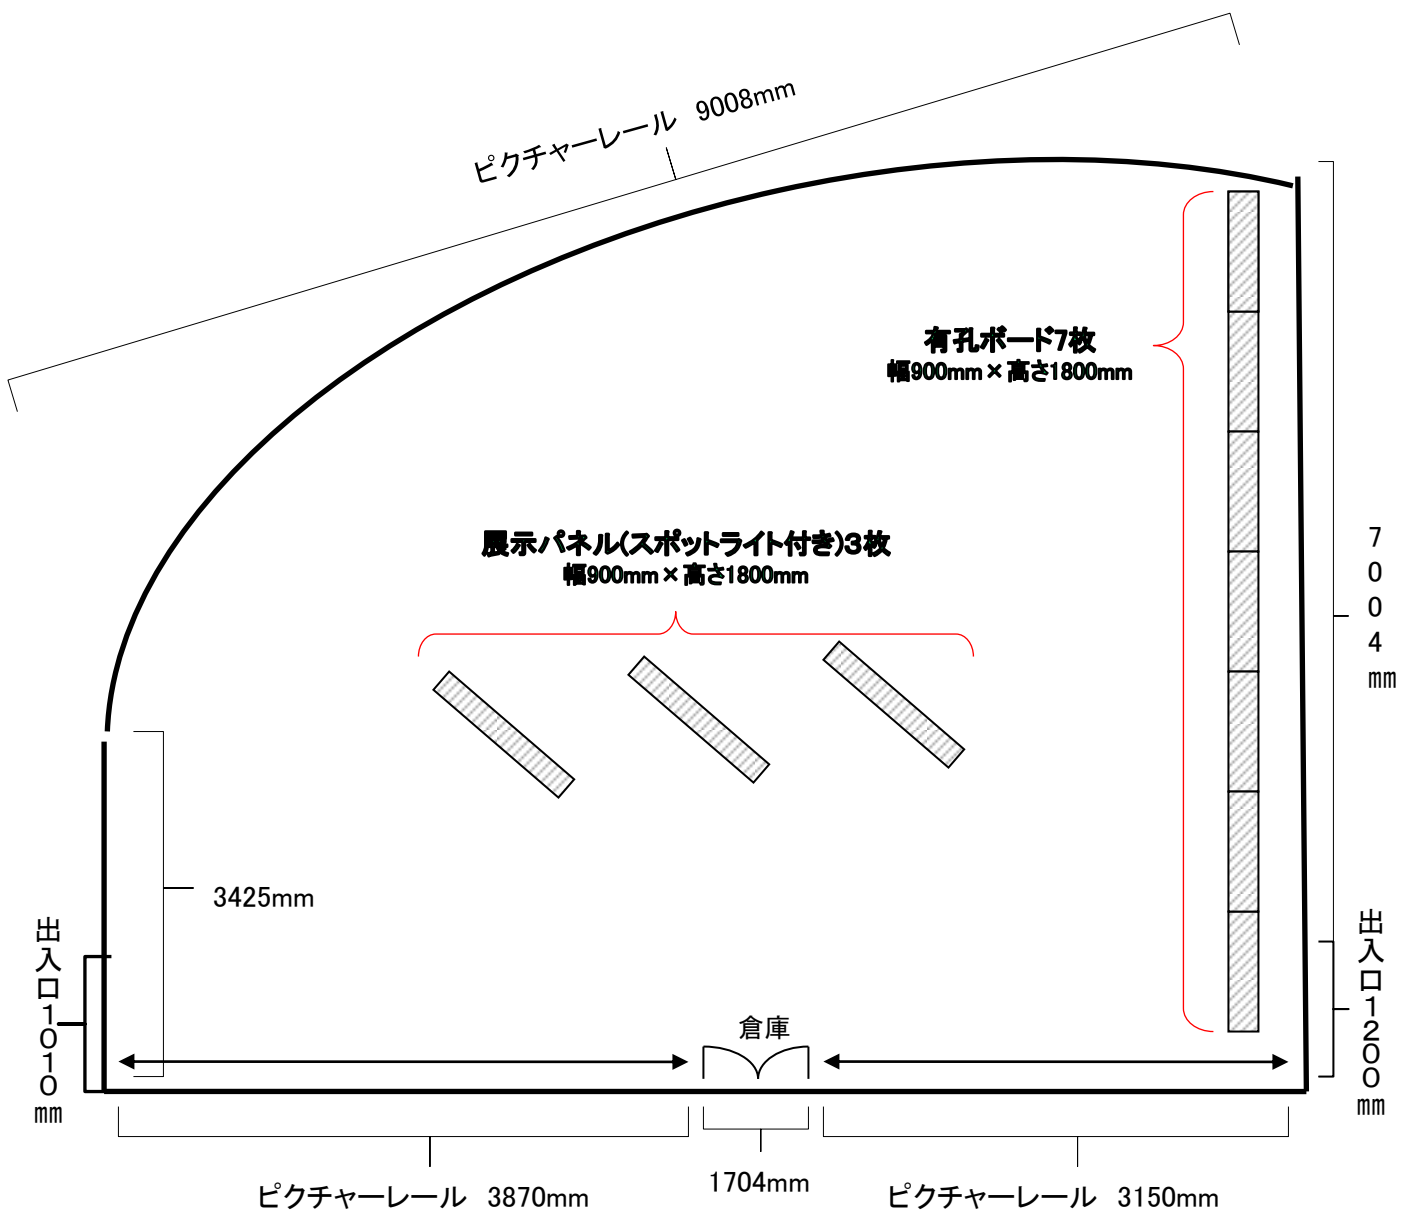 ピクチャーレール 9008mm
有孔ボード7枚
幅900mm×高さ1800mm
展示パネル(スポットライト付き)3枚
幅900mm×高さ1800mm
7004mm
3425mm
出入口1010mm
出入口1200mm
倉庫
ピクチャーレール 3870mm
1704mm
ピクチャーレール 3150mm